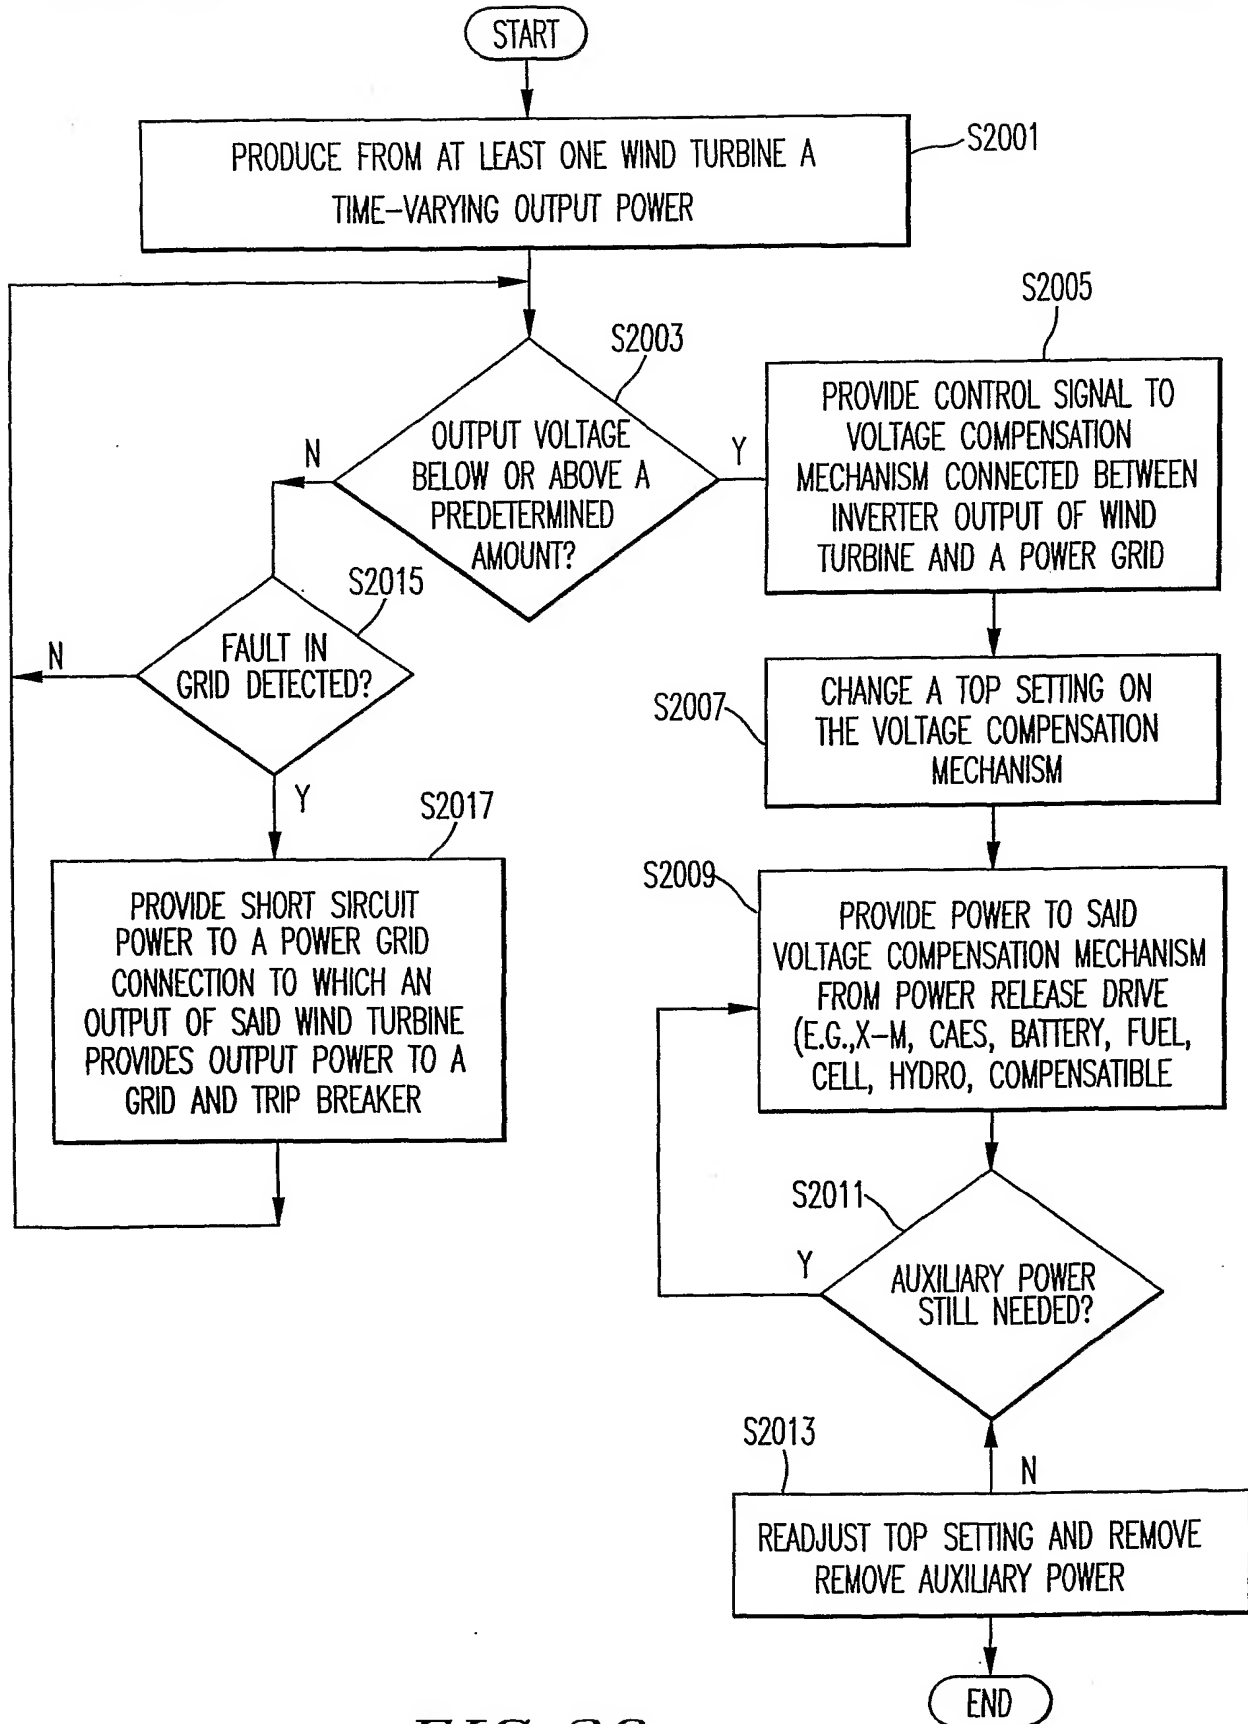 START
PRODUCE FROM AT LEAST ONE WIND TURBINE A
TIME-VARYING OUTPUT POWER
S2001
S2003
OUTPUT VOLTAGE
BELOW OR ABOVE A
PREDETERMINED
AMOUNT?
N
Y
S2005
PROVIDE CONTROL SIGNAL TO
VOLTAGE COMPENSATION
MECHANISM CONNECTED BETWEEN
INVERTER OUTPUT OF WIND
TURBINE AND A POWER GRID
S2015
FAULT IN
GRID DETECTED?
N
Y
S2007
CHANGE A TOP SETTING ON
THE VOLTAGE COMPENSATION
MECHANISM
S2017
PROVIDE SHORT SIRCUIT
POWER TO A POWER GRID
CONNECTION TO WHICH AN
OUTPUT OF SAID WIND TURBINE
PROVIDES OUTPUT POWER TO A
GRID AND TRIP BREAKER
S2009
PROVIDE POWER TO SAID
VOLTAGE COMPENSATION MECHANISM
FROM POWER RELEASE DRIVE
(E.G.,X-M, CAES, BATTERY, FUEL,
CELL, HYDRO, COMPENSATIBLE
S2011
Y
AUXILIARY POWER
STILL NEEDED?
S2013
N
READJUST TOP SETTING AND REMOVE
REMOVE AUXILIARY POWER
END